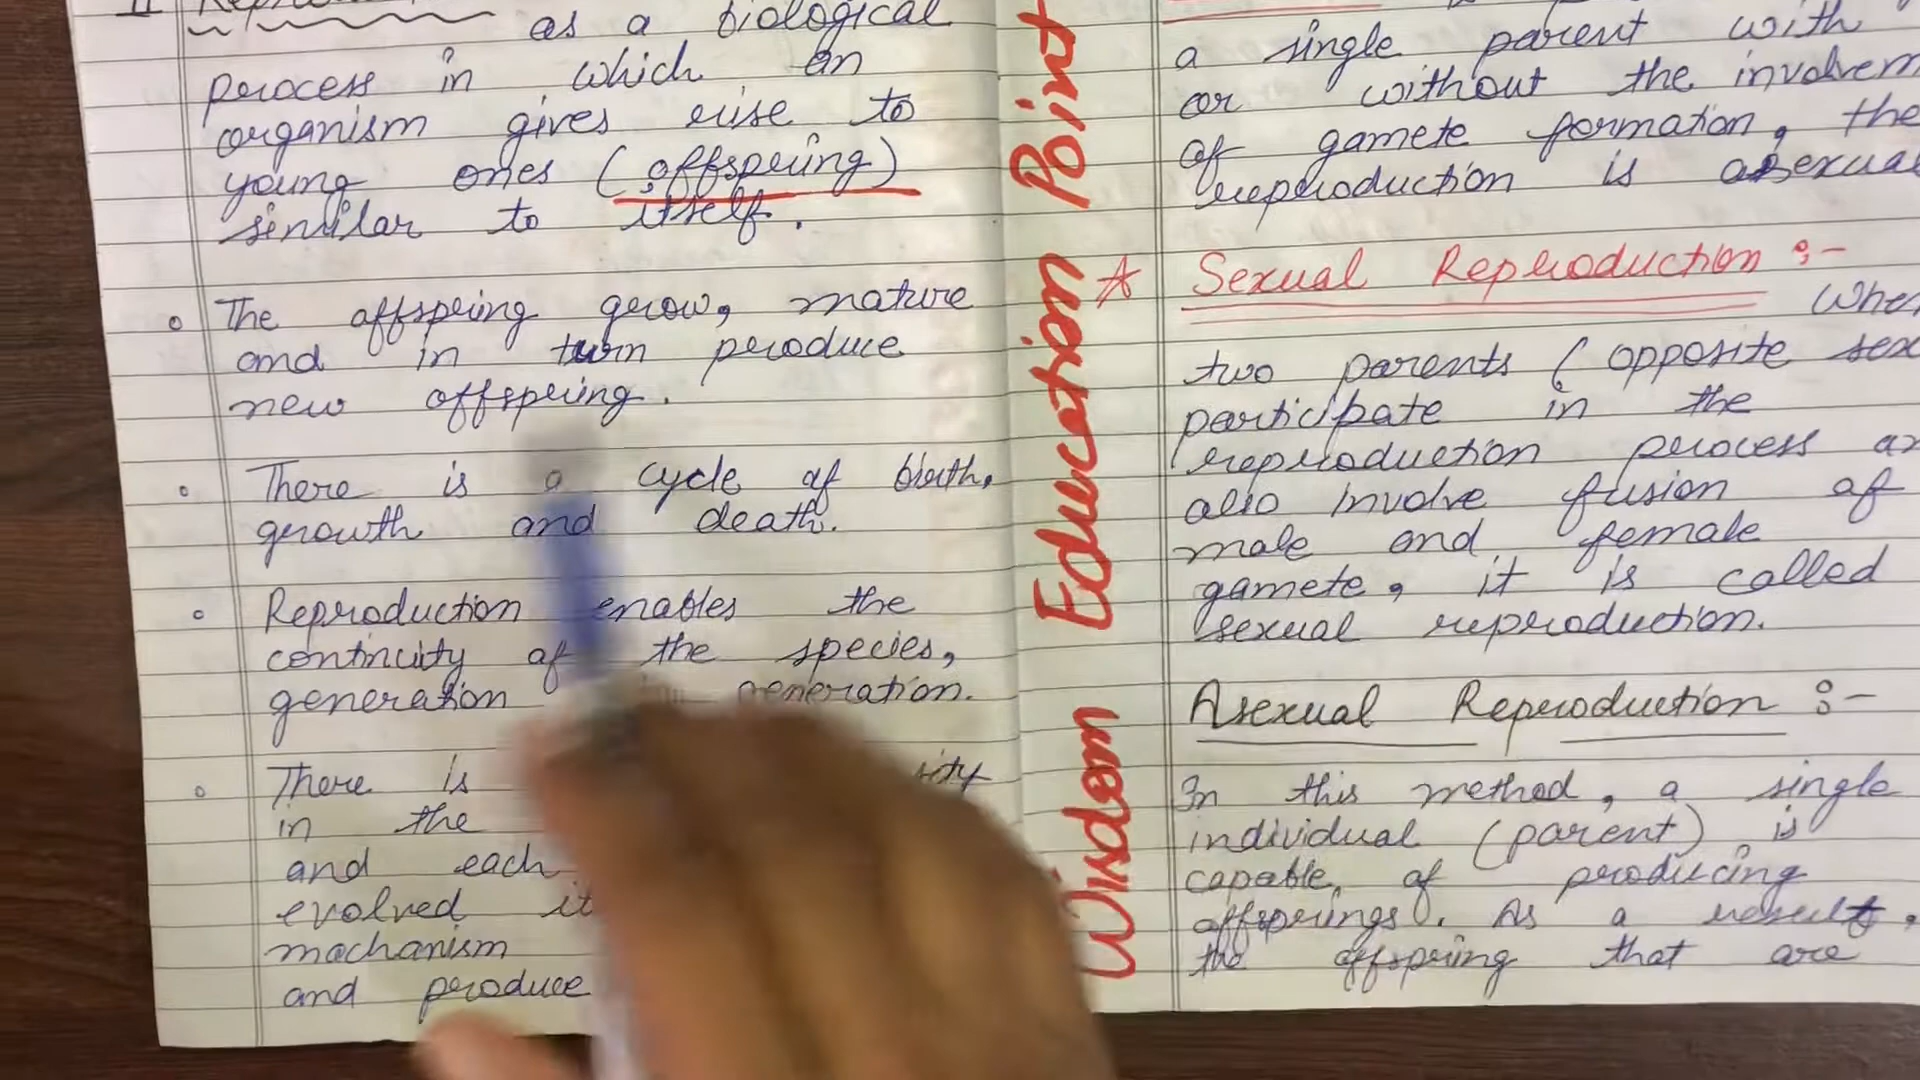 as a biological
process in which an
organism gives rise to
young ones (offspring)
similar to itself.
The offspring grow, mature
and in turn produce
new offspring.
There is a cycle of birth,
growth and death.
Reproduction enables the
continuity of the species,
generation generation.
There is
in the
and each
evolved it
mechanism
and produce
Wisdom Education Point
a single parent with
or without the involvem
of gamete formation, the
reproduction is asexual
Sexual Reproduction :-
When
two parents (opposite sex
participate in the
reproduction process an
also involve fusion of
male and female
gamete, it is called
sexual reproduction.
Asexual Reproduction :-
In this method, a single
individual (parent) is
capable of producing
offsperings. As a result,
the offspring that are